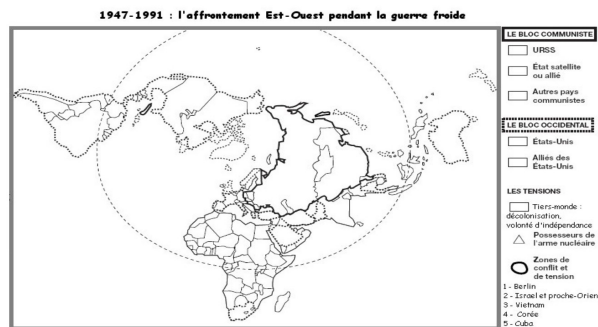 1947-1991 : l'affrontement Est-Ouest pendant la guerre froide
LE BLOC COMMUNISTE
URSS
État satellite
ou allié
Autres pays
communistes
LE BLOC OCCIDENTAL
États-Unis
Alliés des
États-Unis
LES TENSIONS
Tiers-monde :
décolonisation,
volonté d'indépendance
Possesseurs de
l'arme nucléaire
Zones de
conflit et
de tension
1 - Berlin
2 - Israel et proche-Orien
3 - Vietnam
4 - Corée
5 - Cuba